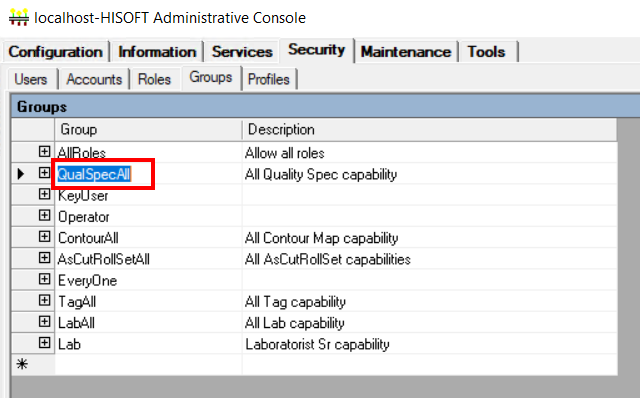 localhost-HISOFT Administrative Console
Configuration Information Services Security Maintenance Tools
Users Accounts Roles Groups Profiles
Groups
Group Description
AllRoles Allow all roles
QualSpecAll All Quality Spec capability
KeyUser
Operator
ContourAll All Contour Map capability
AsCutRollSetAll All AsCutRollSet capabilities
EveryOne
TagAll All Tag capability
LabAll All Lab capability
Lab Laboratorist Sr capability